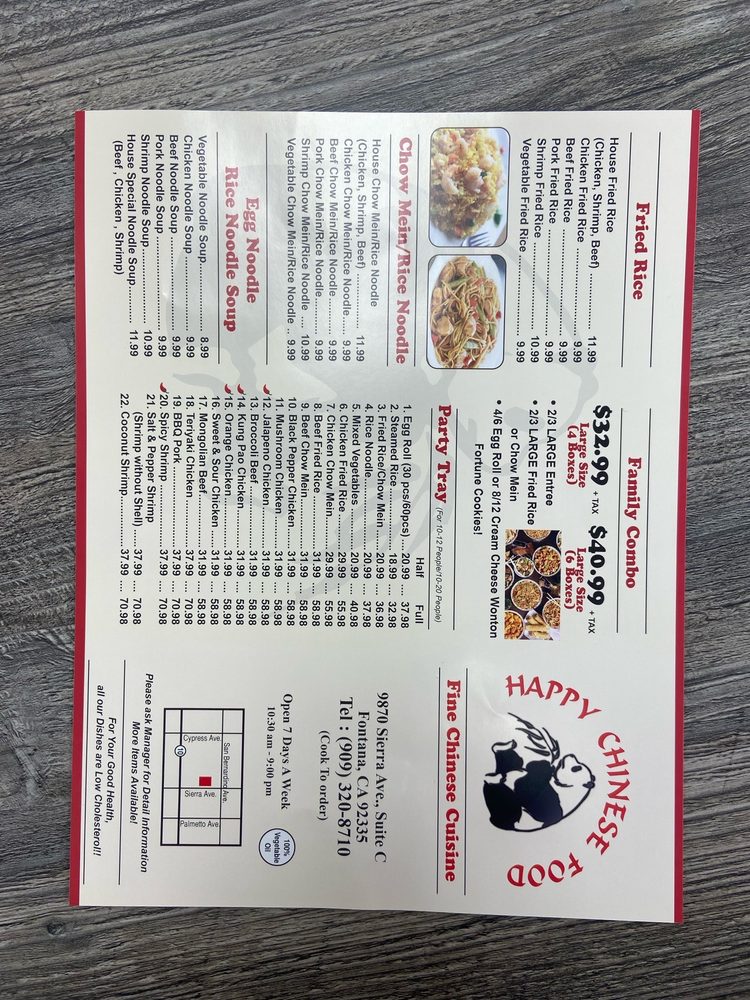 Fried Rice
House Fried Rice
(Chicken, Shrimp, Beef) ........ 11.99
Chicken Fried Rice ........ 9.99
Beef Fried Rice ........ 9.99
Pork Fried Rice ........ 9.99
Shrimp Fried Rice ........ 10.99
Vegetable Fried Rice ........ 9.99
Chow Mein/Rice Noodle
House Chow Mein/Rice Noodle
(Chicken, Shrimp, Beef) ........ 11.99
Chicken Chow Mein/Rice Noodle ..... 9.99
Beef Chow Mein/Rice Noodle ........ 9.99
Pork Chow Mein/Rice Noodle ........ 9.99
Shrimp Chow Mein/Rice Noodle .... 10.99
Vegetable Chow Mein/Rice Noodle .. 9.99
Egg Noodle
Rice Noodle Soup
Vegetable Noodle Soup ........ 8.99
Chicken Noodle Soup ........ 9.99
Beef Noodle Soup ........ 9.99
Pork Noodle Soup ........ 9.99
Shrimp Noodle Soup ........ 10.99
House Special Noodle Soup ........ 11.99
(Beef , Chicken , Shrimp)
Family Combo
$32.99 + TAX $40.99 + TAX
Large Size Large Size
(4 Boxes) (6 Boxes)
• 2/3 LARGE Entree
• 2/3 LARGE Fried Rice
or Chow Mein
• 4/6 Egg Roll or 8/12 Cream Cheese Wonton
Fortune Cookies!
Party Tray (For 10-12 People/10-20 People)
Half Full
1. Egg Roll (30 pcs/60pcs) .... 20.99 .... 37.98
2. Steamed Rice .... 18.99 .... 32.98
3. Fried Rice/Chow Mein .... 20.99 .... 36.98
4. Rice Noodle .... 20.99 .... 37.98
5. Mixed Vegetables .... 20.99 .... 40.98
6. Chicken Fried Rice .... 29.99 .... 55.98
7. Chicken Chow Mein .... 29.99 .... 55.98
8. Beef Fried Rice .... 31.99 .... 58.98
9. Beef Chow Mein .... 31.99 .... 58.98
10. Black Pepper Chicken .... 31.99 .... 58.98
11. Mushroom Chicken .... 31.99 .... 58.98
12. Jalapeno Chicken .... 31.99 .... 58.98
13. Broccoli Beef .... 31.99 .... 58.98
14. Kung Pao Chicken .... 31.99 .... 58.98
15. Orange Chicken .... 31.99 .... 58.98
16. Sweet & Sour Chicken .... 31.99 .... 58.98
17. Mongolian Beef .... 31.99 .... 58.98
18. Teriyaki Chicken .... 37.99 .... 70.98
19. BBQ Pork .... 37.99 .... 70.98
20. Spicy Shrimp .... 37.99 .... 70.98
21. Salt & Pepper Shrimp
(Shrimp without Shell) .... 37.99 .... 70.98
22. Coconut Shrimp .... 37.99 .... 70.98
HAPPY CHINESE FOOD
Fine Chinese Cuisine
9870 Sierra Ave., Suite C
Fontana, CA 92335
Tel : (909) 320-8710
(Cook To order)
Open 7 Days A Week
10:30 am - 9:00 pm
100%
Vegetable
Oil
San Bernardino Ave.
Cypress Ave.
Sierra Ave.
Palmetto Ave.
10
Please ask Manager for Detail Information
More Items Available!
For Your Good Health,
all our Dishes are Low Cholesterol!!